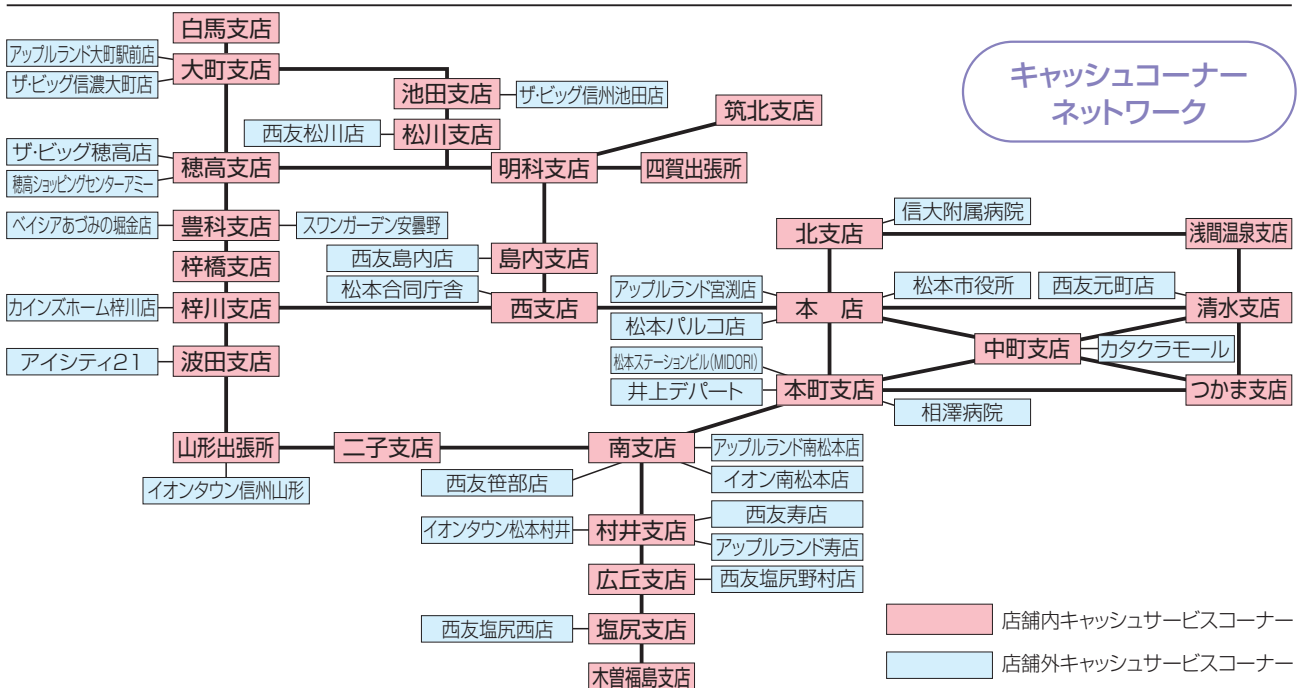 キャッシュコーナー
ネットワーク
白馬支店
アップルランド大町駅前店
大町支店
ザ・ビッグ信濃大町店
池田支店
ザ・ビッグ信州池田店
筑北支店
西友松川店
松川支店
ザ・ビッグ穂高店
穂高支店
穂高ショッピングセンターアミー
明科支店
四賀出張所
信大附属病院
ベイシアあづみの堀金店
豊科支店
スワンガーデン安曇野
北支店
浅間温泉支店
梓橋支店
西友島内店
島内支店
松本合同庁舎
アップルランド宮渕店
松本市役所
西友元町店
カインズホーム梓川店
梓川支店
西支店
本 店
清水支店
松本パルコ店
中町支店
カタクラモール
アイシティ21
波田支店
松本ステーションビル(MIDORI)
井上デパート
本町支店
つかま支店
相澤病院
山形出張所
二子支店
南支店
アップルランド南松本店
イオンタウン信州山形
西友笹部店
イオン南松本店
西友寿店
イオンタウン松本村井
村井支店
アップルランド寿店
広丘支店
西友塩尻野村店
西友塩尻西店
塩尻支店
木曽福島支店
店舗内キャッシュサービスコーナー
店舗外キャッシュサービスコーナー